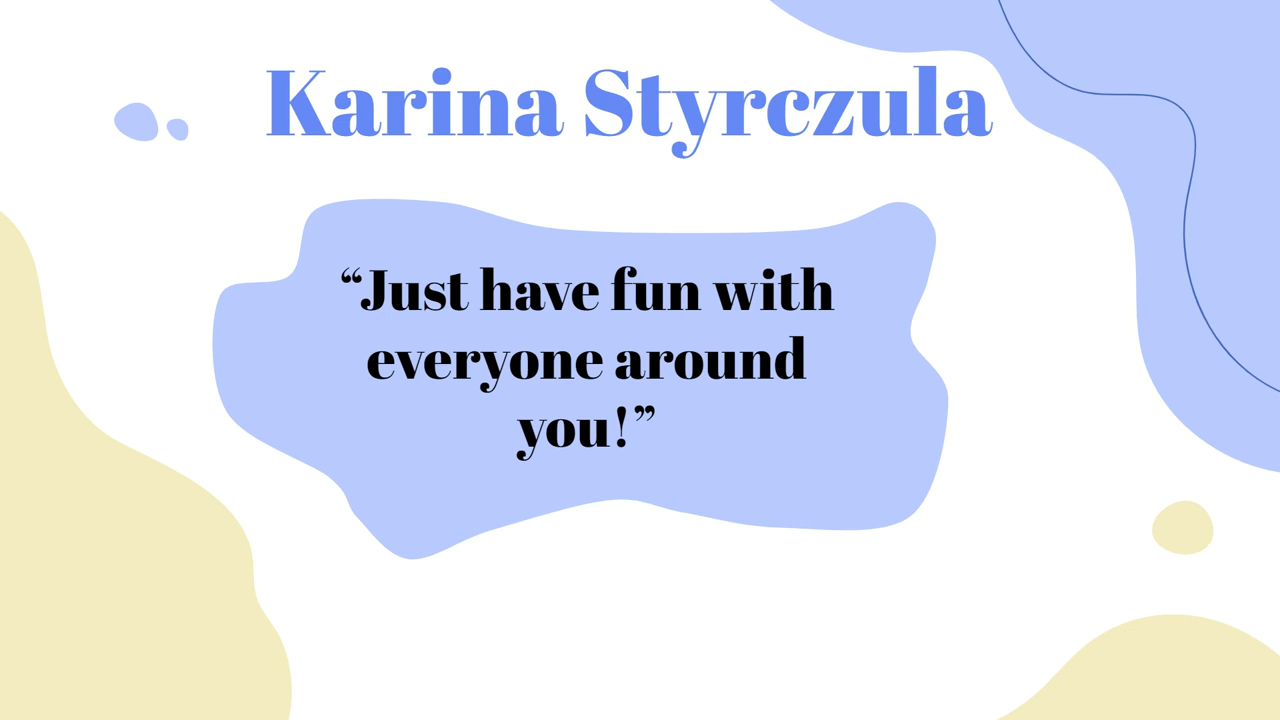 Karina Styrczula
“Just have fun with
everyone around
you!”